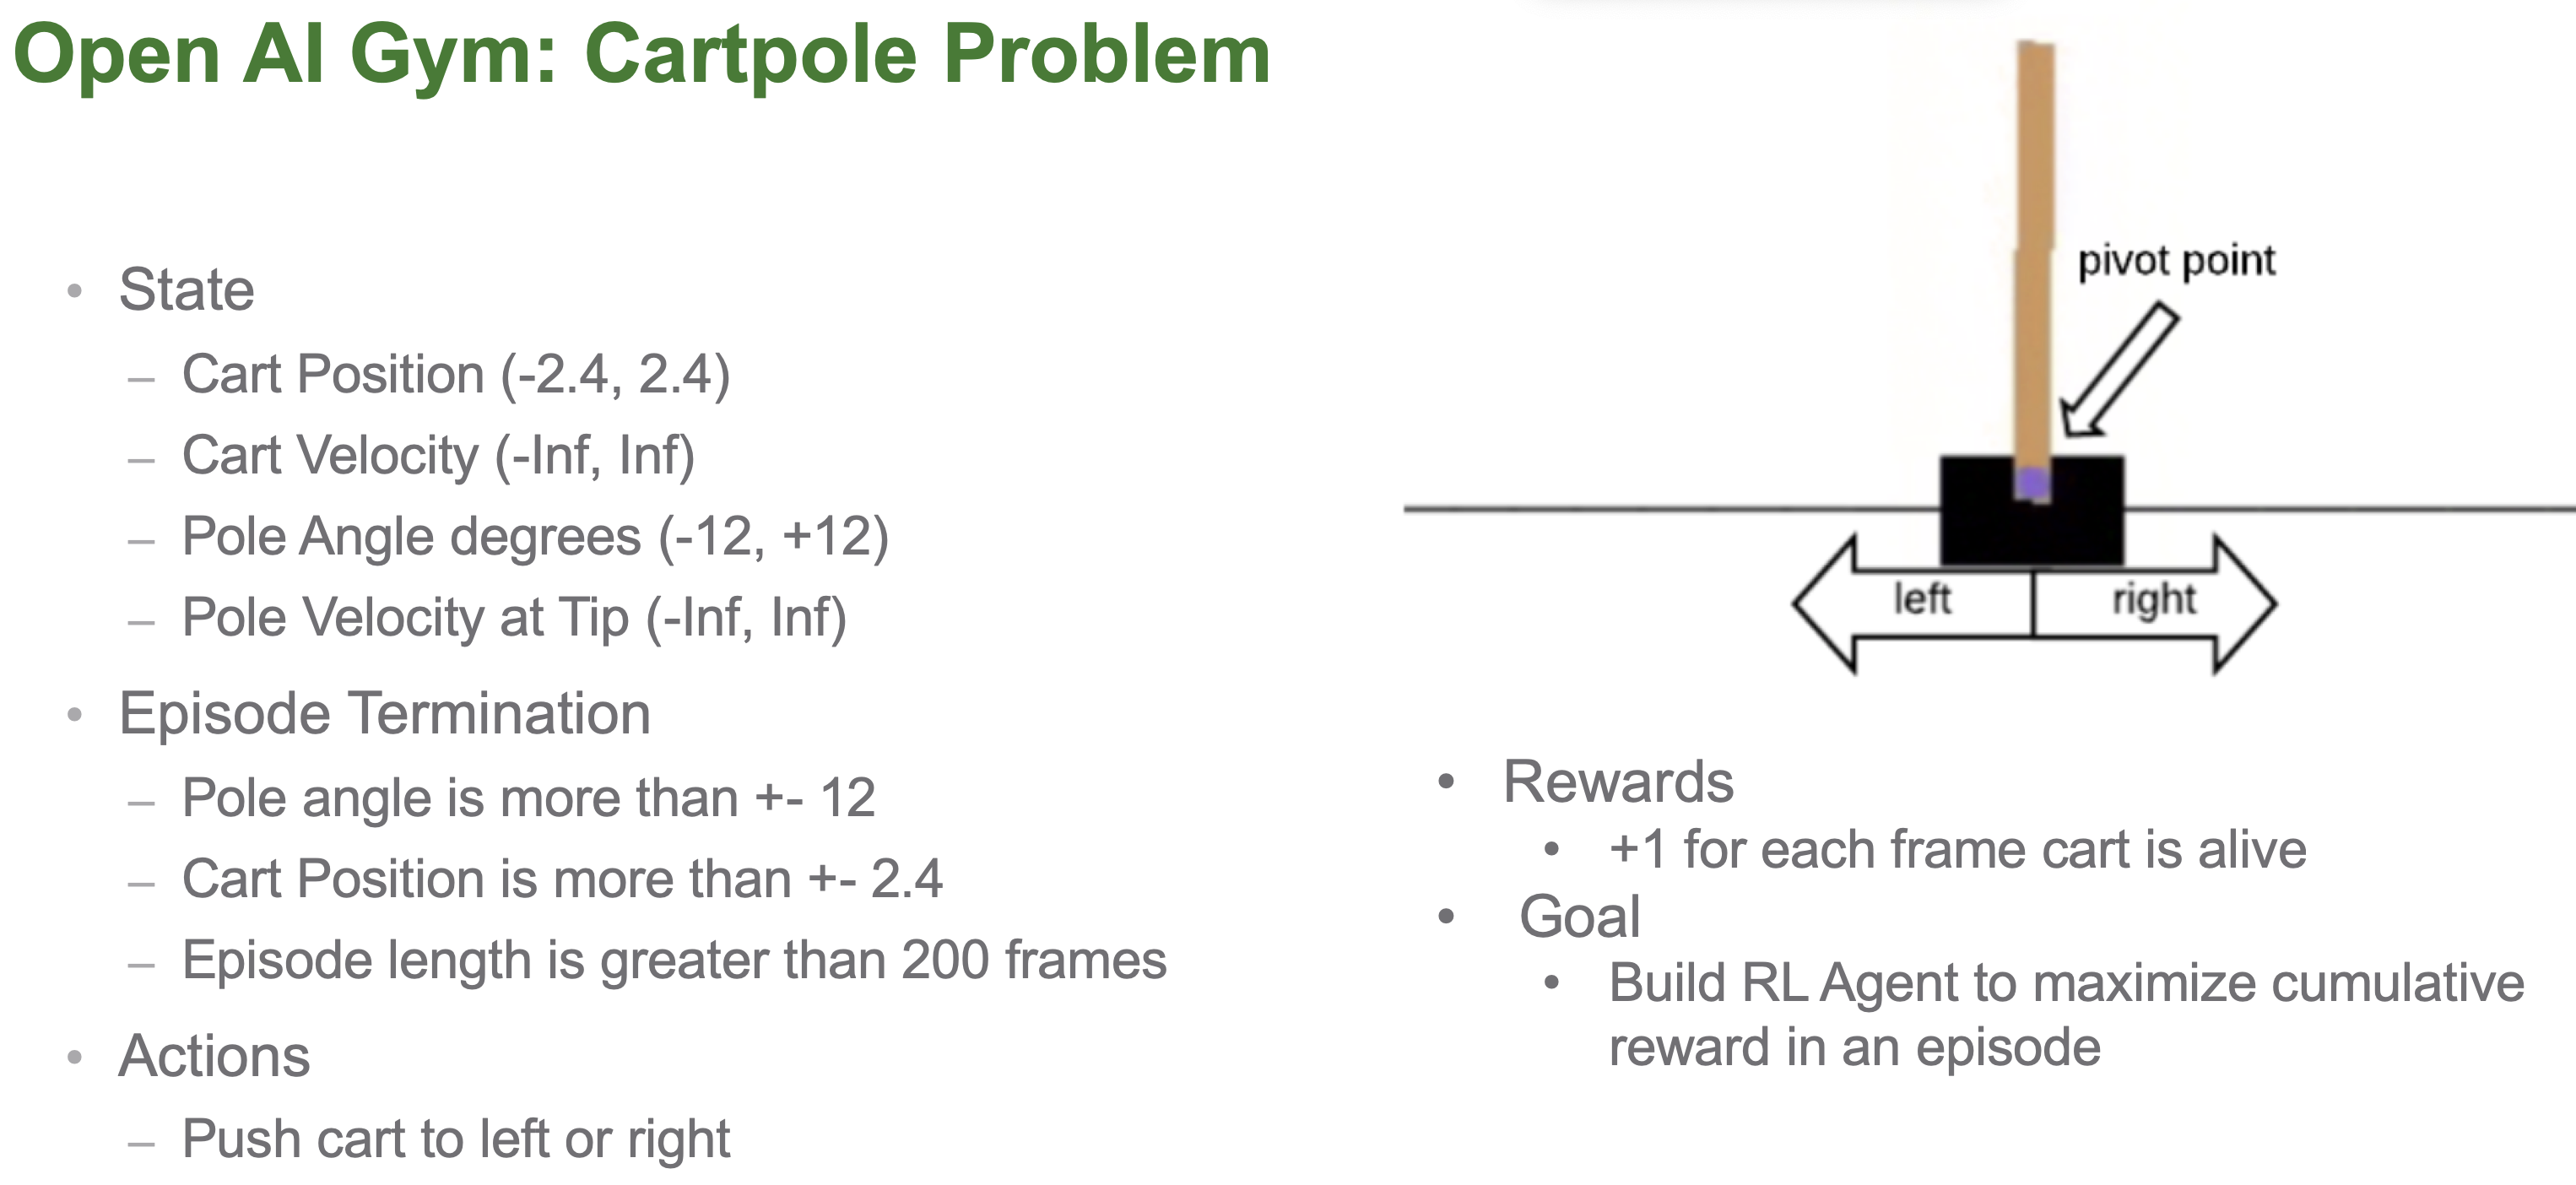 Open AI Gym: Cartpole Problem
• State
– Cart Position (-2.4, 2.4)
– Cart Velocity (-Inf, Inf)
– Pole Angle degrees (-12, +12)
– Pole Velocity at Tip (-Inf, Inf)
• Episode Termination
– Pole angle is more than +- 12
– Cart Position is more than +- 2.4
– Episode length is greater than 200 frames
• Actions
– Push cart to left or right
pivot point
left
right
• Rewards
• +1 for each frame cart is alive
• Goal
• Build RL Agent to maximize cumulative
reward in an episode